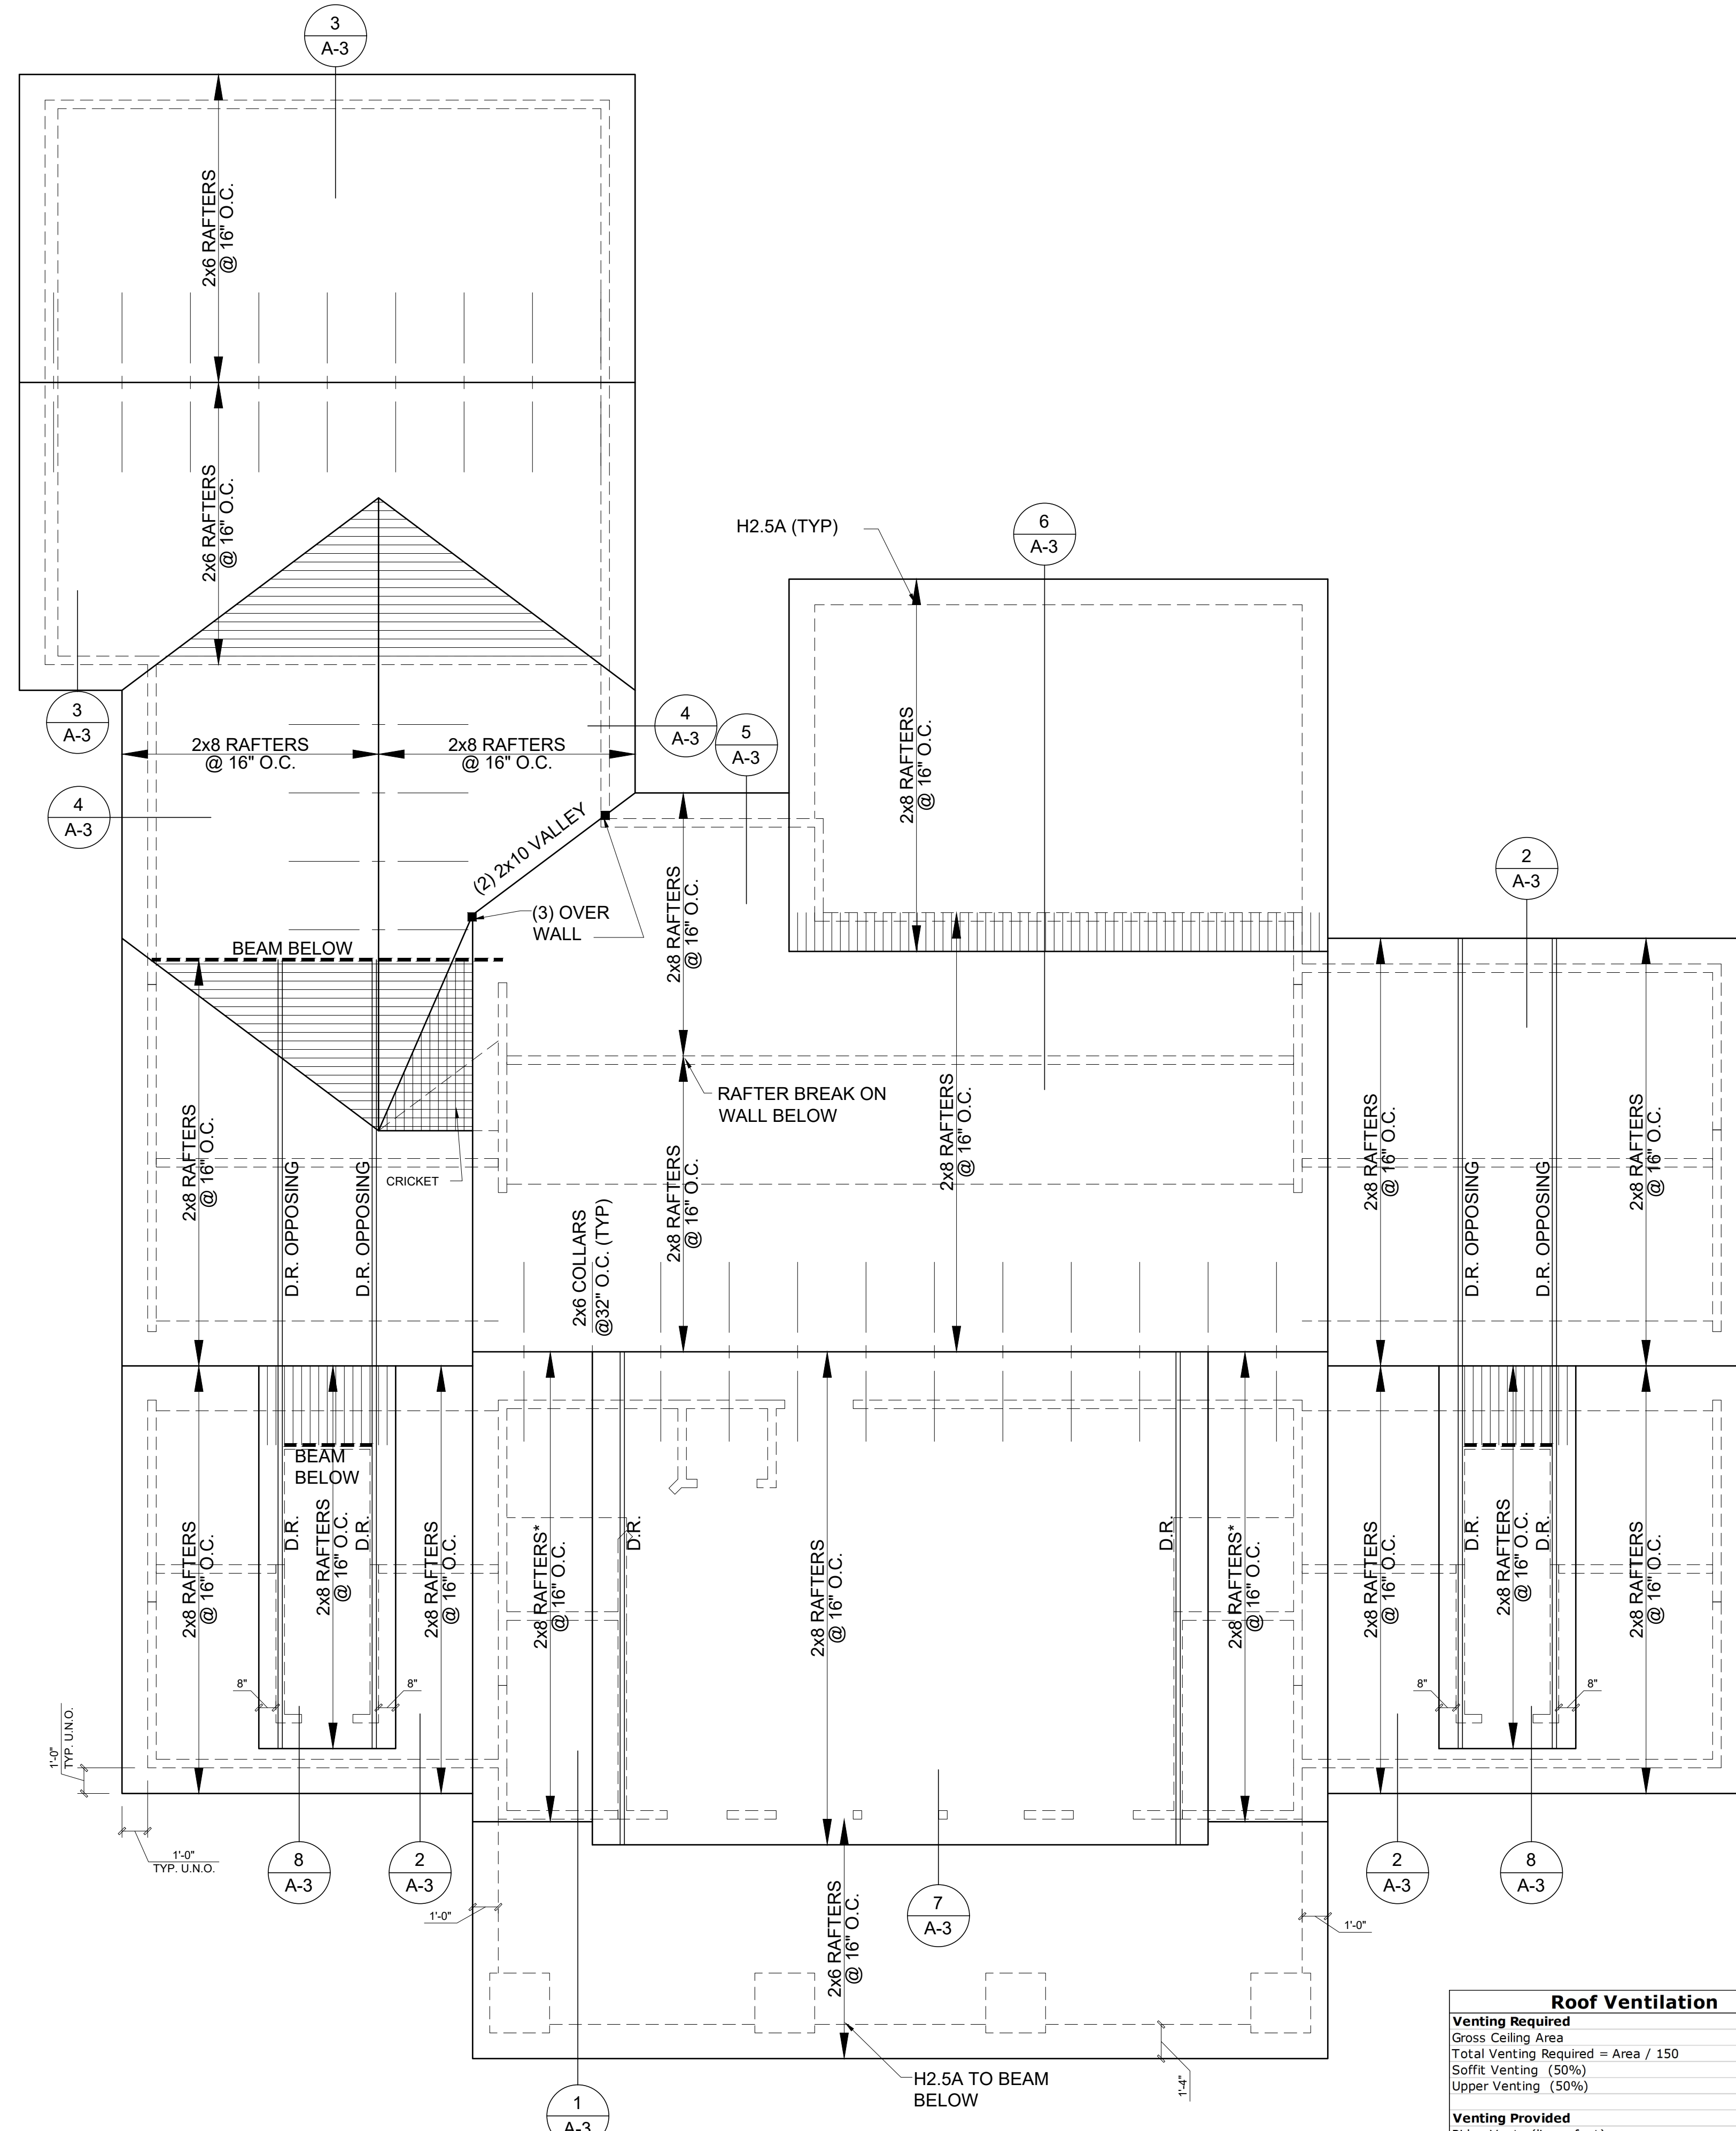 3
A-3
2x6 RAFTERS
@ 16" O.C.
2x6 RAFTERS
@ 16" O.C.
H2.5A (TYP)
6
A-3
3
A-3
4
A-3
5
A-3
2x8 RAFTERS
@ 16" O.C.
2x8 RAFTERS
@ 16" O.C.
2x8 RAFTERS
@ 16" O.C.
4
A-3
(2) 2x10 VALLEY
2
A-3
(3) OVER
WALL
BEAM BELOW
2x8 RAFTERS
@ 16" O.C.
RAFTER BREAK ON
WALL BELOW
2x8 RAFTERS
@ 16" O.C.
D.R. OPPOSING
D.R. OPPOSING
CRICKET
2x6 COLLARS
@32" O.C. (TYP)
2x8 RAFTERS
@ 16" O.C.
2x8 RAFTERS
@ 16" O.C.
2x8 RAFTERS
@ 16" O.C.
D.R. OPPOSING
D.R. OPPOSING
2x8 RAFTERS
@ 16" O.C.
BEAM
BELOW
2x8 RAFTERS
@ 16" O.C.
D.R.
2x8 RAFTERS
@ 16" O.C.
D.R.
2x8 RAFTERS
@ 16" O.C.
2x8 RAFTERS*
@ 16" O.C.
D.R.
2x8 RAFTERS
@ 16" O.C.
D.R.
2x8 RAFTERS*
@ 16" O.C.
2x8 RAFTERS
@ 16" O.C.
D.R.
2x8 RAFTERS
@ 16" O.C.
D.R.
2x8 RAFTERS
@ 16" O.C.
8"
8"
8"
8"
1'-0"
TYP. U.N.O.
1'-0"
TYP. U.N.O.
8
A-3
2
A-3
2
A-3
8
A-3
1'-0"
2x6 RAFTERS
@ 16" O.C.
7
A-3
1'-0"
H2.5A TO BEAM
BELOW
1'-4"
1
A-3
Roof Ventilation
Venting Required
Gross Ceiling Area
Total Venting Required = Area / 150
Soffit Venting (50%)
Upper Venting (50%)
Venting Provided